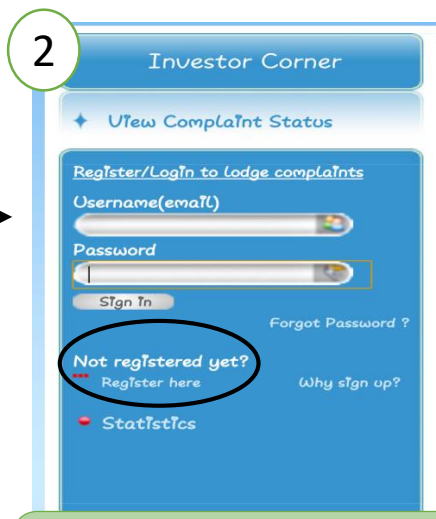 2
Investor Corner
View Complaint Status
Register/Login to lodge complaints
Username(email)
Password
Sign in
Forgot Password ?
Not registered yet?
Register here
Why sign up?
Statistics